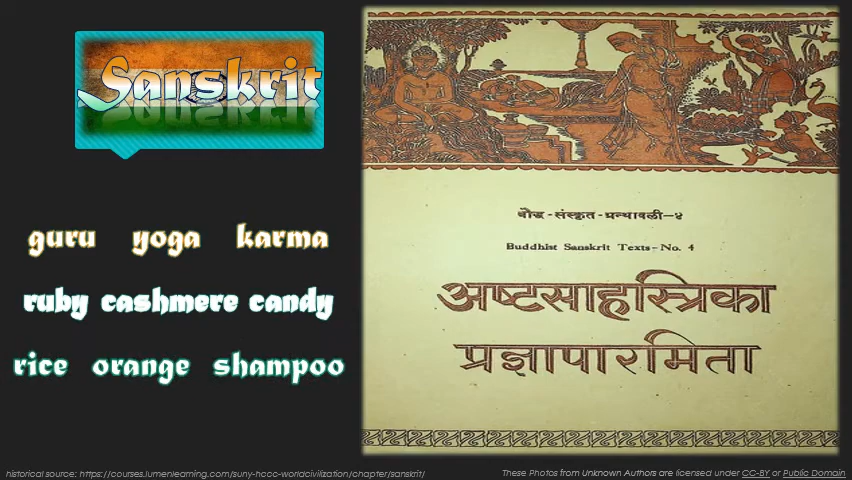 Sanskrit
guru yoga karma
ruby cashmere candy
rice orange shampoo
बौद्ध-संस्कृत-ग्रन्थावली-४
Buddhist Sanskrit Texts-No. 4
अष्टसाहस्त्रिका
प्रज्ञापारमिता
historical source: https://courses.lumenlearning.com/suny-hccc-worldcivilization/chapter/sanskrit/
These Photos from Unknown Authors are licensed under CC-BY or Public Domain